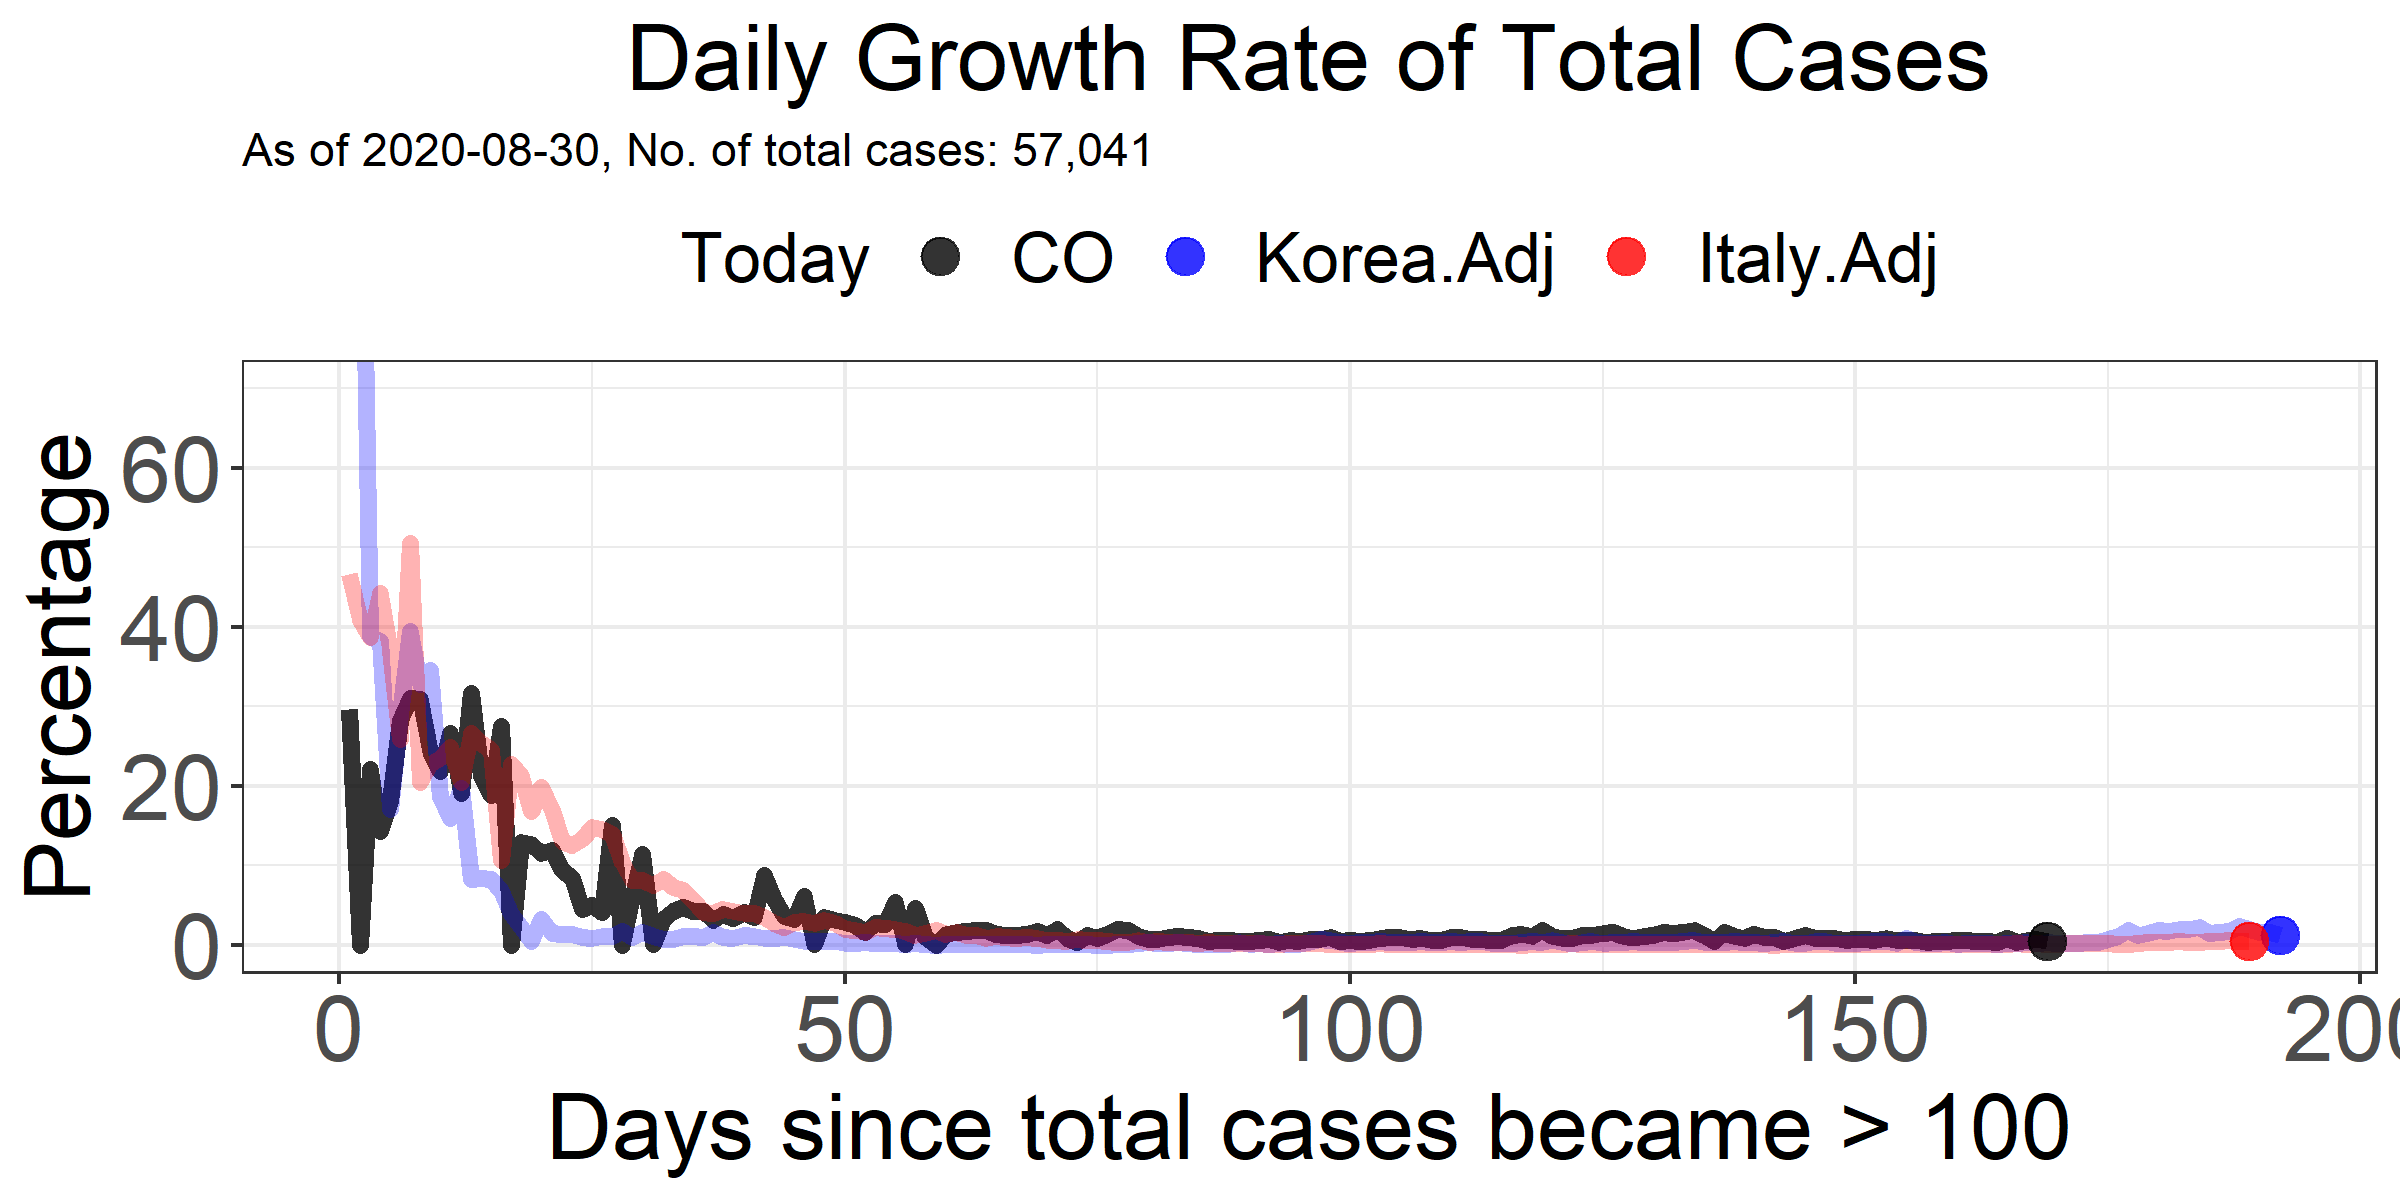 Daily Growth Rate of Total Cases
As of 2020-08-30, No. of total cases: 57,041
Today CO Korea.Adj Italy.Adj
Percentage
60
40
20
0
0 50 100 150 200
Days since total cases became > 100